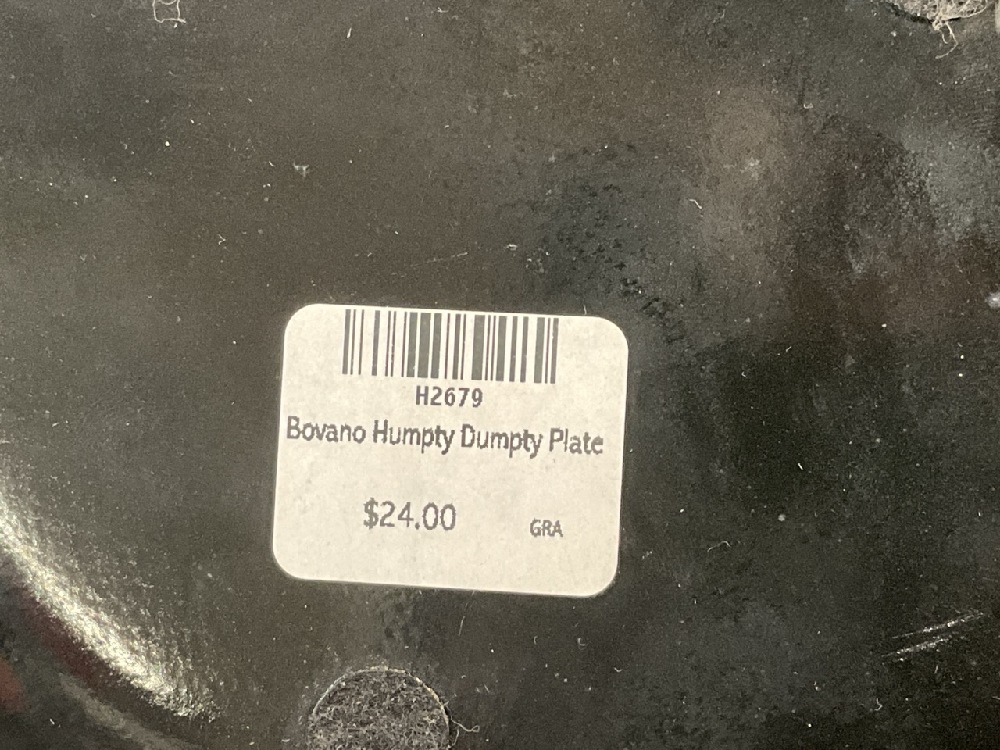 H2679
Bovano Humpty Dumpty Plate
$24.00 GRA